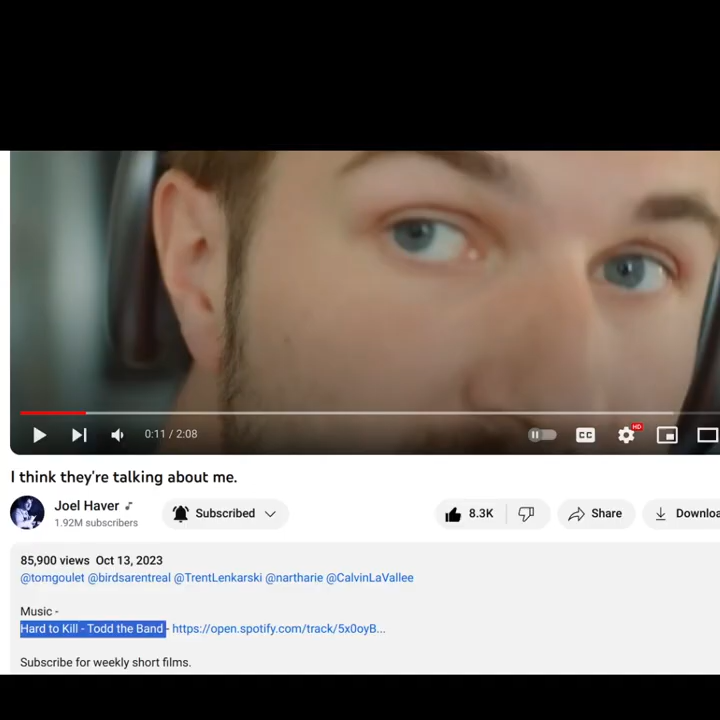 HD
0:11 / 2:08
CC
I think they're talking about me.
Joel Haver
1.92M subscribers
Subscribed
8.3K
Share
Downloa
85,900 views Oct 13, 2023
@tomgoulet @birdsarentreal @TrentLenkarski @nartharie @CalvinLaVallee
Music -
Hard to Kill - Todd the Band - https://open.spotify.com/track/5x0oyB...
Subscribe for weekly short films.